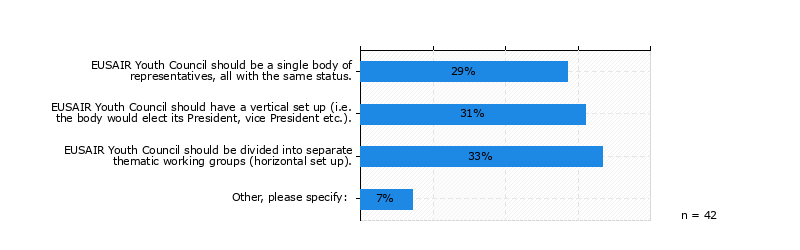 EUSAIR Youth Council should be a single body of
representatives, all with the same status.
29%
EUSAIR Youth Council should have a vertical set up (i.e.
the body would elect its President, vice President etc.).
31%
EUSAIR Youth Council should be divided into separate
thematic working groups (horizontal set up).
33%
Other, please specify:
7%
n = 42